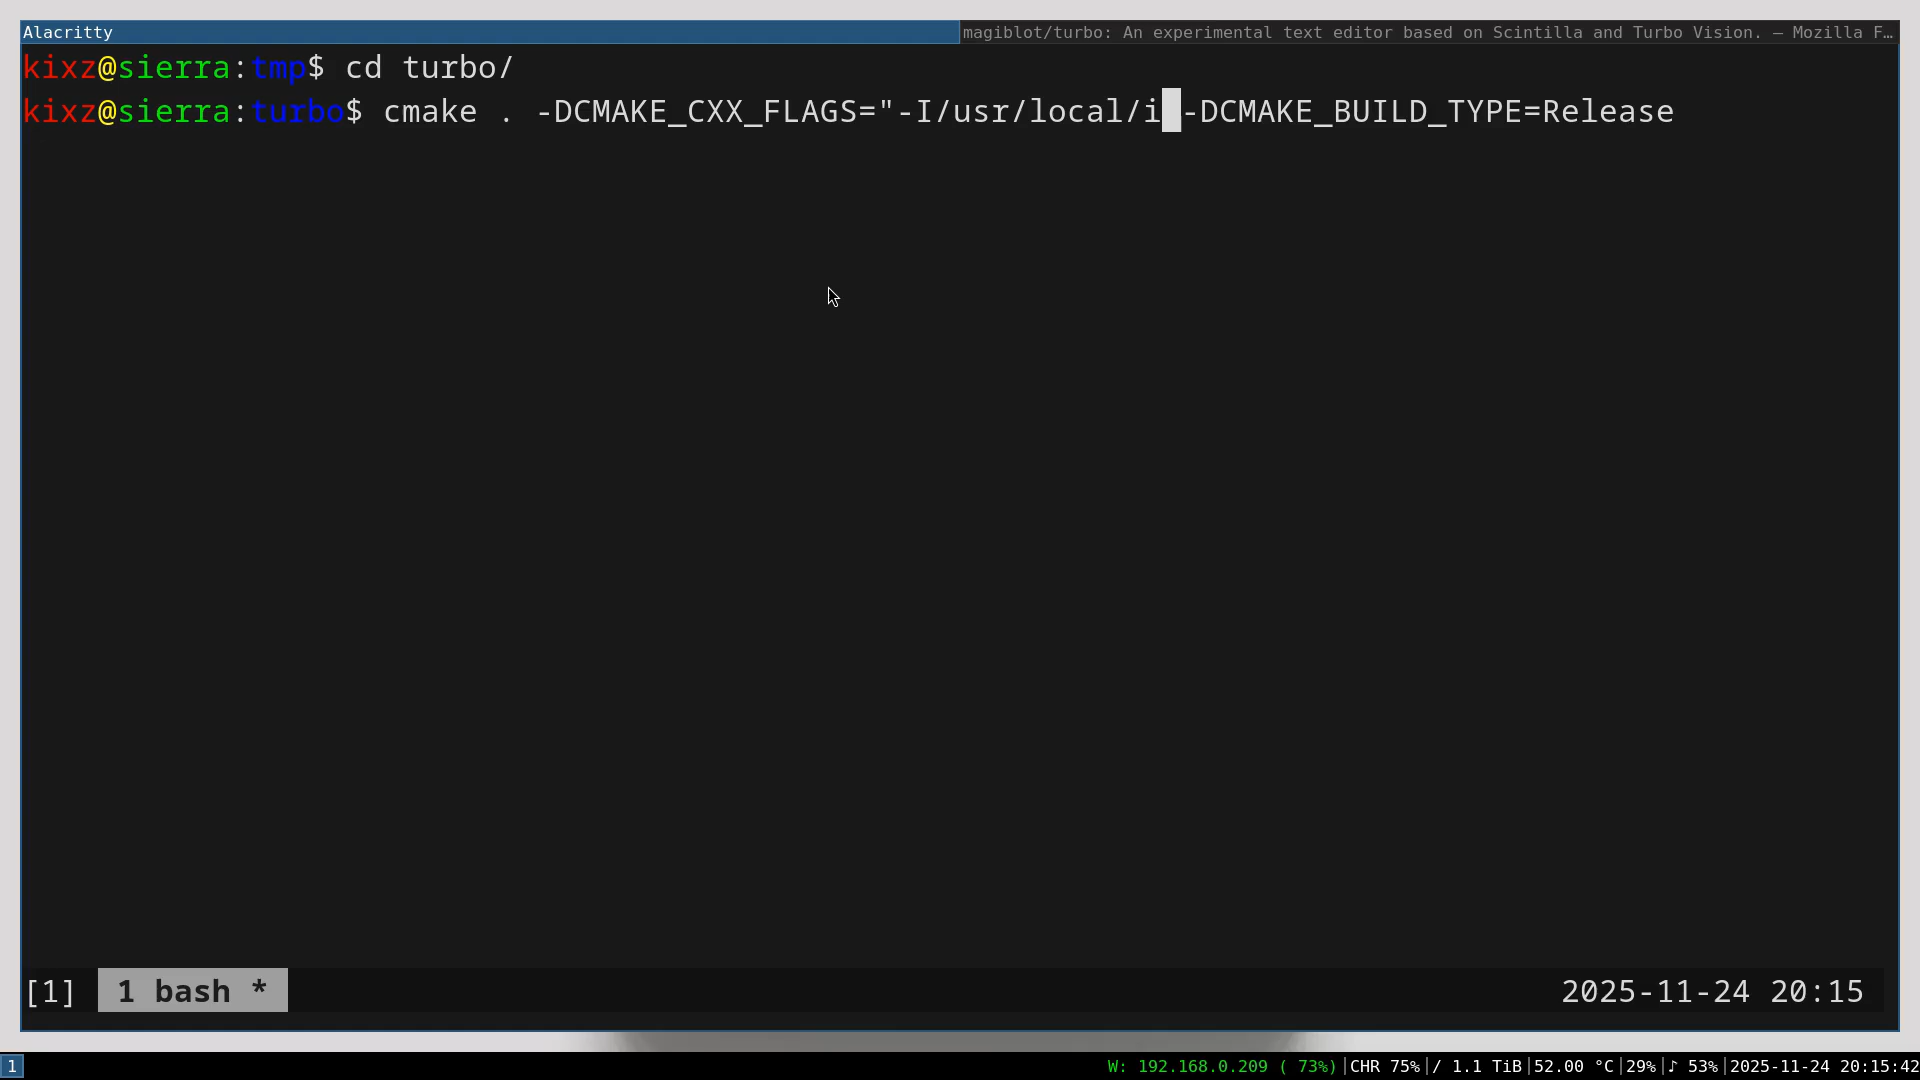 Alacritty
magiblot/turbo: An experimental text editor based on Scintilla and Turbo Vision. — Mozilla F…
kixz@sierra:tmp$ cd turbo/
kixz@sierra:turbo$ cmake . -DCMAKE_CXX_FLAGS="-I/usr/local/i -DCMAKE_BUILD_TYPE=Release
[1] 1 bash * 2025-11-24 20:15
1 W: 192.168.0.209 ( 73%)|CHR 75%|/ 1.1 TiB|52.00 °C|29%|♪ 53%|2025-11-24 20:15:42